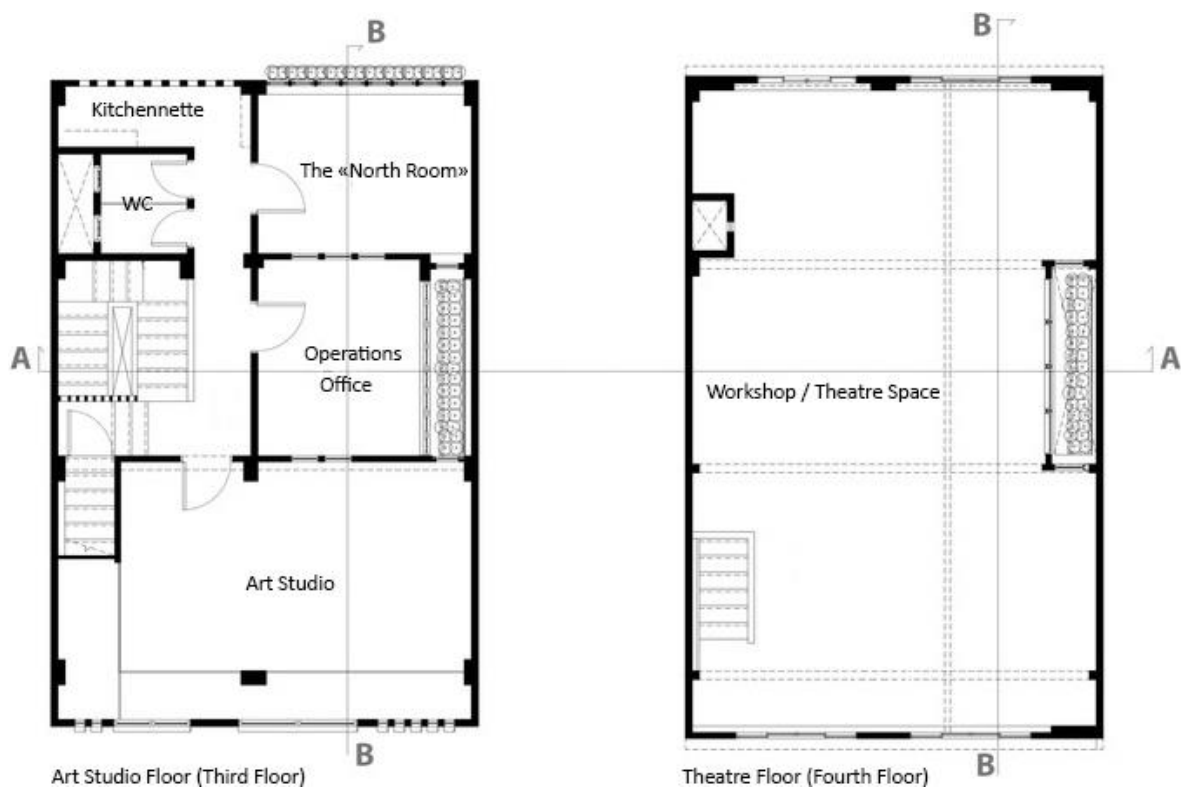 B
B
Kitchennette
The «North Room»
WC
Operations
Office
A
A
Workshop / Theatre Space
Art Studio
B
B
Art Studio Floor (Third Floor)
Theatre Floor (Fourth Floor)